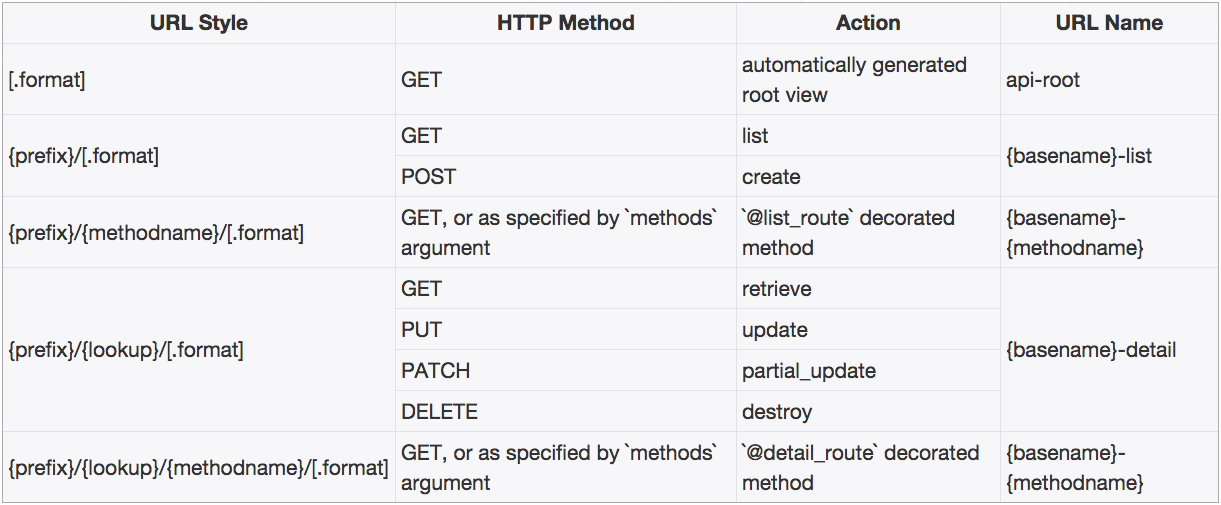 URL Style HTTP Method Action URL Name
[.format] GET automatically generated root view api-root
{prefix}/[.format] GET list {basename}-list
POST create
{prefix}/{methodname}/[.format] GET, or as specified by `methods` argument `@list_route` decorated method {basename}-{methodname}
{prefix}/{lookup}/[.format] GET retrieve {basename}-detail
PUT update
PATCH partial_update
DELETE destroy
{prefix}/{lookup}/{methodname}/[.format] GET, or as specified by `methods` argument `@detail_route` decorated method {basename}-{methodname}